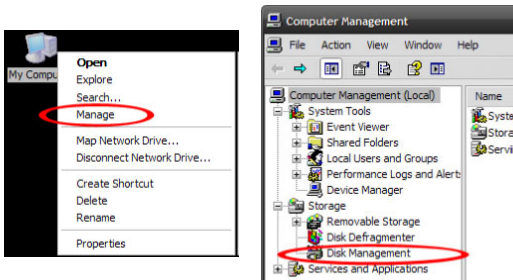 My Compu
Open
Explore
Search...
Manage
Map Network Drive...
Disconnect Network Drive...
Create Shortcut
Delete
Rename
Properties
Computer Management
File Action View Window Help
Computer Management (Local)
System Tools
Event Viewer
Shared Folders
Local Users and Groups
Performance Logs and Alerts
Device Manager
Storage
Removable Storage
Disk Defragmenter
Disk Management
Services and Applications
Name
Syste
Stora
Servi